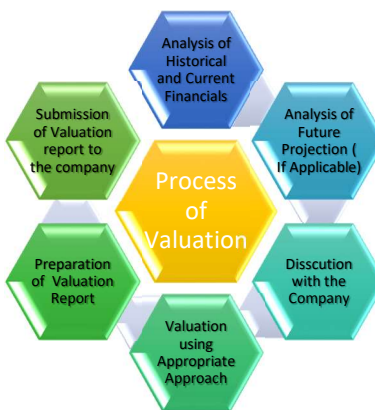 Analysis of
Historical
and Current
Financials
Analysis of
Future
Projection (
If Applicable)
Disscution
with the
Company
Valuation
using
Appropriate
Approach
Preparation
of Valuation
Report
Submission
of Valuation
report to
the company
Process
of
Valuation